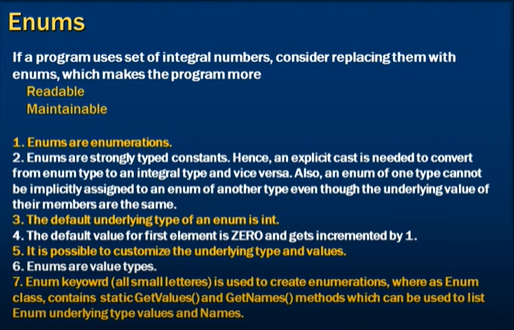 Enums
If a program uses set of integral numbers, consider replacing them with
enums, which makes the program more
Readable
Maintainable
1. Enums are enumerations.
2. Enums are strongly typed constants. Hence, an explicit cast is needed to convert
from enum type to an integral type and vice versa. Also, an enum of one type cannot
be implicitly assigned to an enum of another type even though the underlying value of
their members are the same.
3. The default underlying type of an enum is int.
4. The default value for first element is ZERO and gets incremented by 1.
5. It is possible to customize the underlying type and values.
6. Enums are value types.
7. Enum keyowrd (all small letteres) is used to create enumerations, where as Enum
class, contains static GetValues() and GetNames() methods which can be used to list
Enum underlying type values and Names.